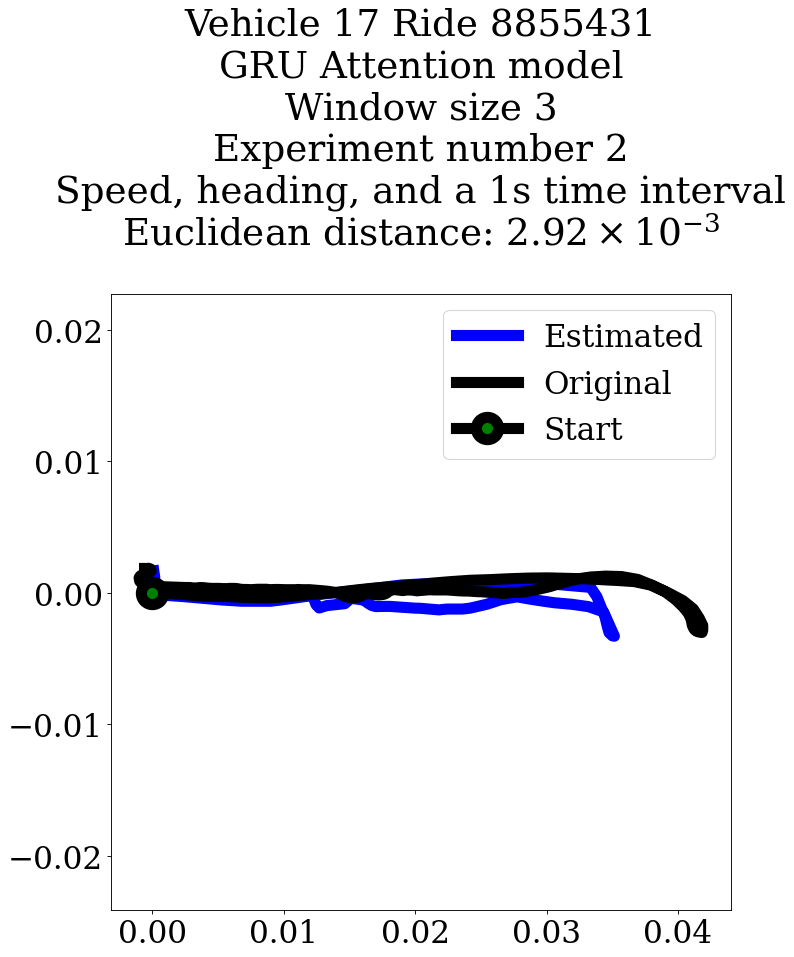 Vehicle 17 Ride 8855431
GRU Attention model
Window size 3
Experiment number 2
Speed, heading, and a 1s time interval
Euclidean distance: 2.92 × 10⁻³
Estimated
Original
Start
0.02
0.01
0.00
−0.01
−0.02
0.00 0.01 0.02 0.03 0.04